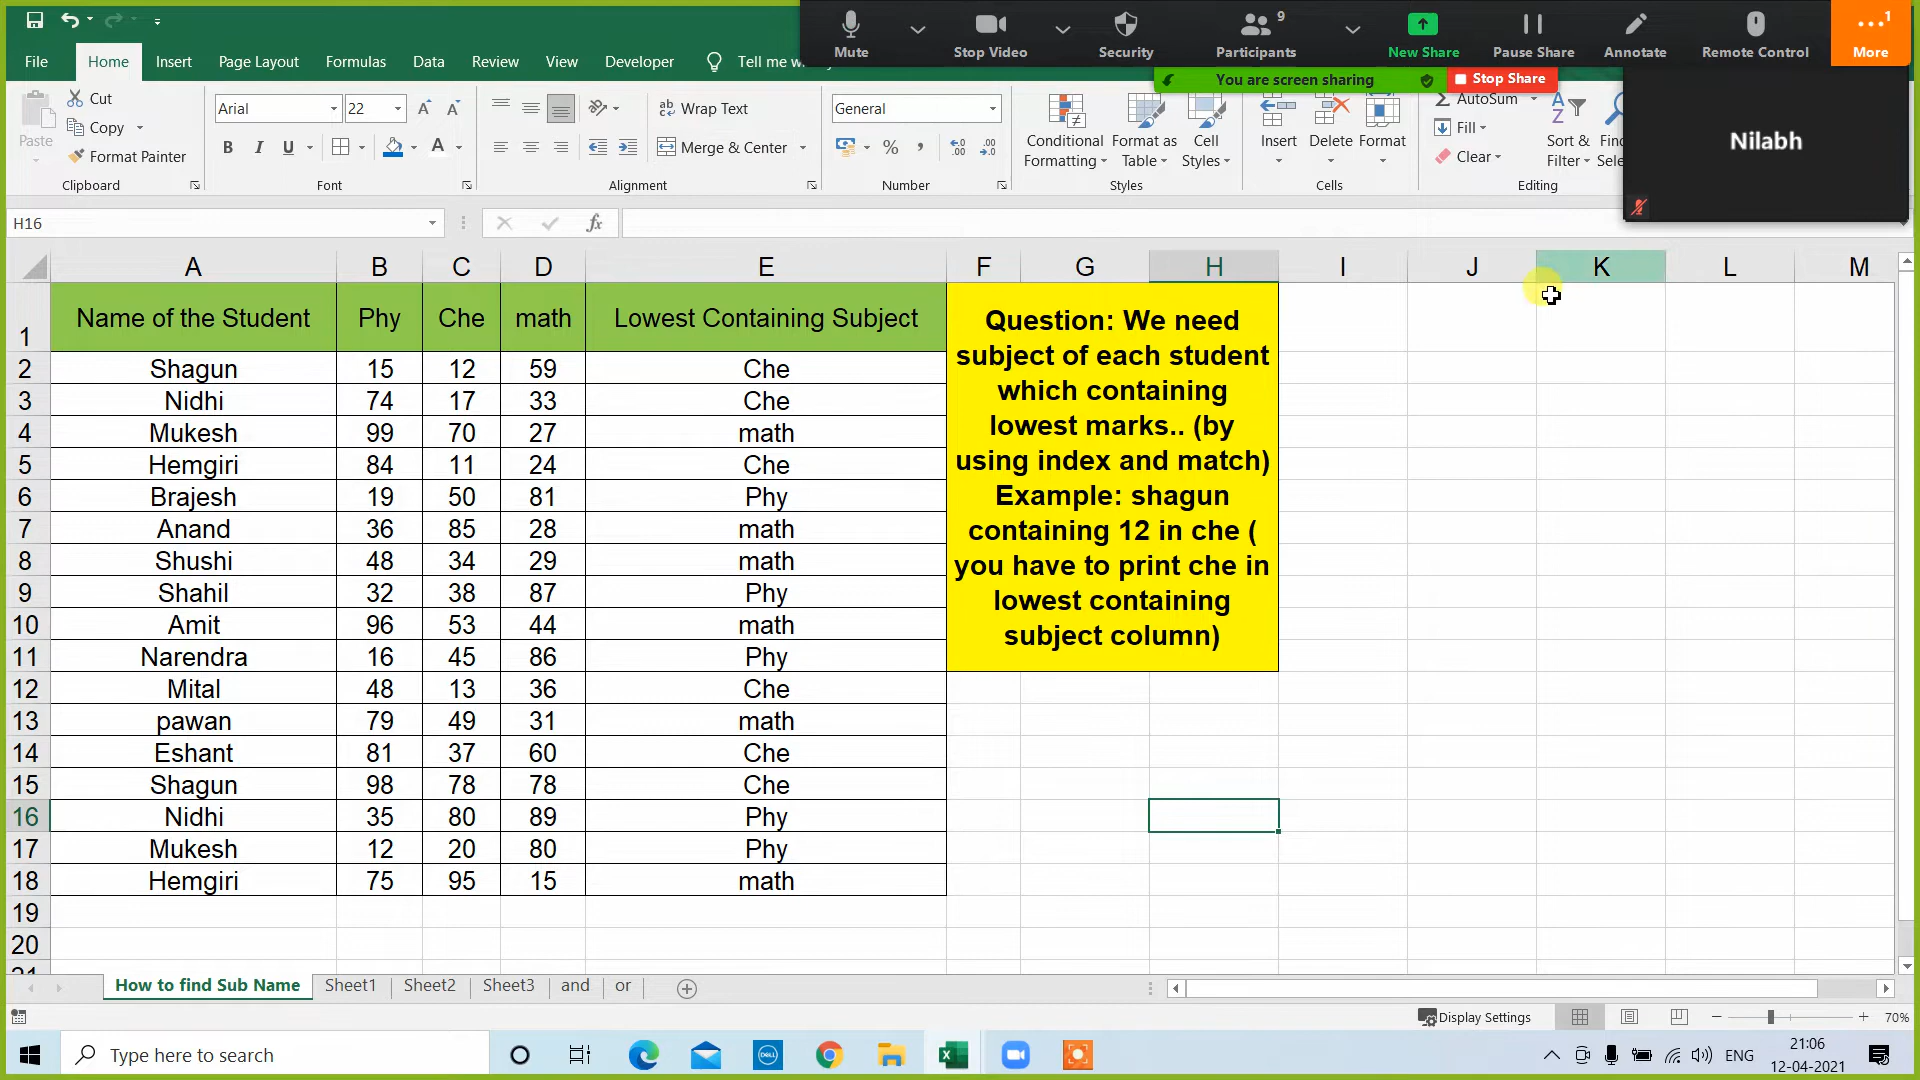 Mute
Stop Video
Security
9
Participants
New Share
Pause Share
Annotate
Remote Control
1
More
File
Home
Insert
Page Layout
Formulas
Data
Review
View
Developer
Tell me
You are screen sharing
Stop Share
Nilabh
Paste
Cut
Copy
Format Painter
Clipboard
Arial
22
B I U
Font
Wrap Text
Merge & Center
Alignment
General
Number
Conditional
Formatting
Format as
Table
Cell
Styles
Styles
Insert
Delete
Format
Cells
AutoSum
Fill
Clear
Sort &
Filter
Editing
H16
fx
A B C D E F G H I J K L M
1 Name of the Student Phy Che math Lowest Containing Subject
2 Shagun 15 12 59 Che
3 Nidhi 74 17 33 Che
4 Mukesh 99 70 27 math
5 Hemgiri 84 11 24 Che
6 Brajesh 19 50 81 Phy
7 Anand 36 85 28 math
8 Shushi 48 34 29 math
9 Shahil 32 38 87 Phy
10 Amit 96 53 44 math
11 Narendra 16 45 86 Phy
12 Mital 48 13 36 Che
13 pawan 79 49 31 math
14 Eshant 81 37 60 Che
15 Shagun 98 78 78 Che
16 Nidhi 35 80 89 Phy
17 Mukesh 12 20 80 Phy
18 Hemgiri 75 95 15 math
19
20
Question: We need
subject of each student
which containing
lowest marks.. (by
using index and match)
Example: shagun
containing 12 in che (
you have to print che in
lowest containing
subject column)
How to find Sub Name
Sheet1
Sheet2
Sheet3
and
or
Display Settings
70%
Type here to search
DELL
ENG
21:06
12-04-2021